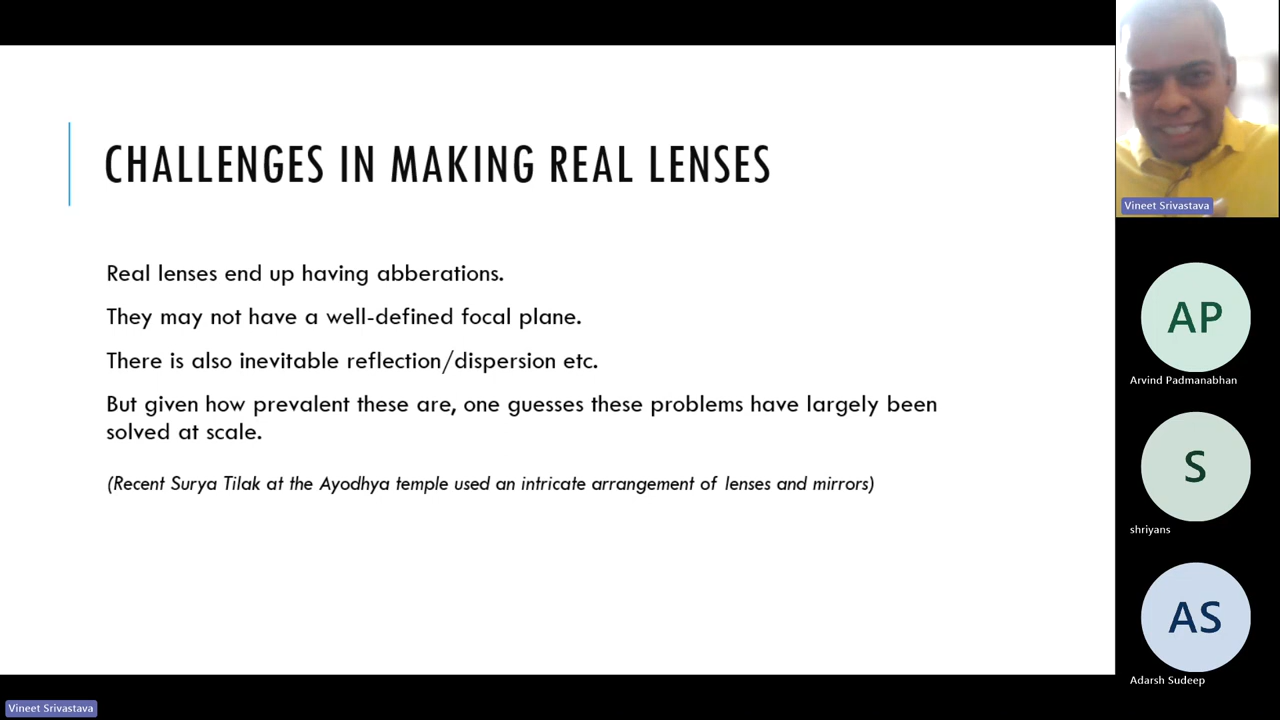 CHALLENGES IN MAKING REAL LENSES
Real lenses end up having abberations.
They may not have a well-defined focal plane.
There is also inevitable reflection/dispersion etc.
But given how prevalent these are, one guesses these problems have largely been
solved at scale.
(Recent Surya Tilak at the Ayodhya temple used an intricate arrangement of lenses and mirrors)
Vineet Srivastava
AP
Arvind Padmanabhan
S
shriyans
AS
Adarsh Sudeep
Vineet Srivastava